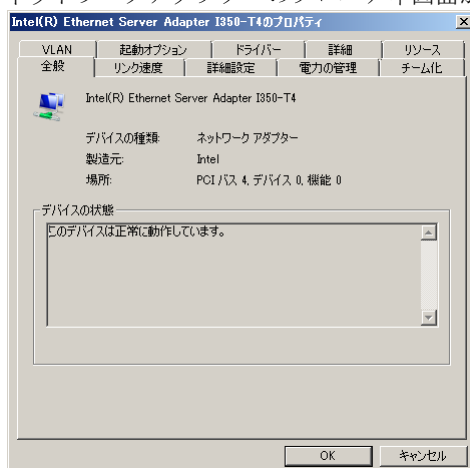 Intel(R) Ethernet Server Adapter I350-T4のプロパティ
VLAN 起動オプション ドライバー 詳細 リソース
全般 リンク速度 詳細設定 電力の管理 チーム化
Intel(R) Ethernet Server Adapter I350-T4
デバイスの種類: ネットワーク アダプター
製造元: Intel
場所: PCI バス 4, デバイス 0, 機能 0
デバイスの状態
このデバイスは正常に動作しています。
OK キャンセル